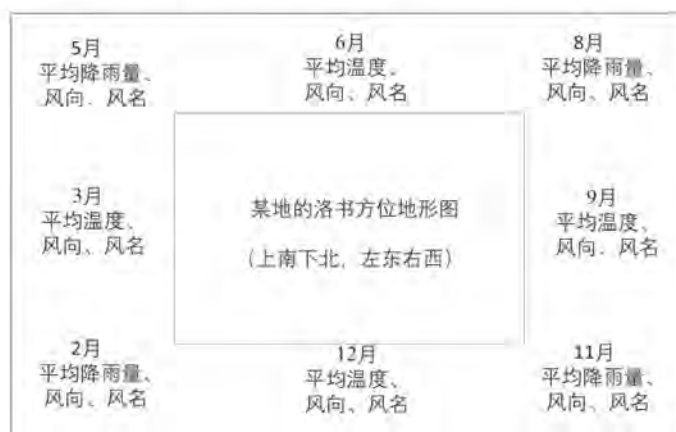 5月
平均降雨量、
风向、风名
6月
平均温度、
风向、风名
8月
平均降雨量、
风向、风名
3月
平均温度、
风向、风名
某地的洛书方位地形图
(上南下北, 左东右西)
9月
平均温度、
风向、风名
2月
平均降雨量、
风向、风名
12月
平均温度、
风向、风名
11月
平均降雨量、
风向、风名